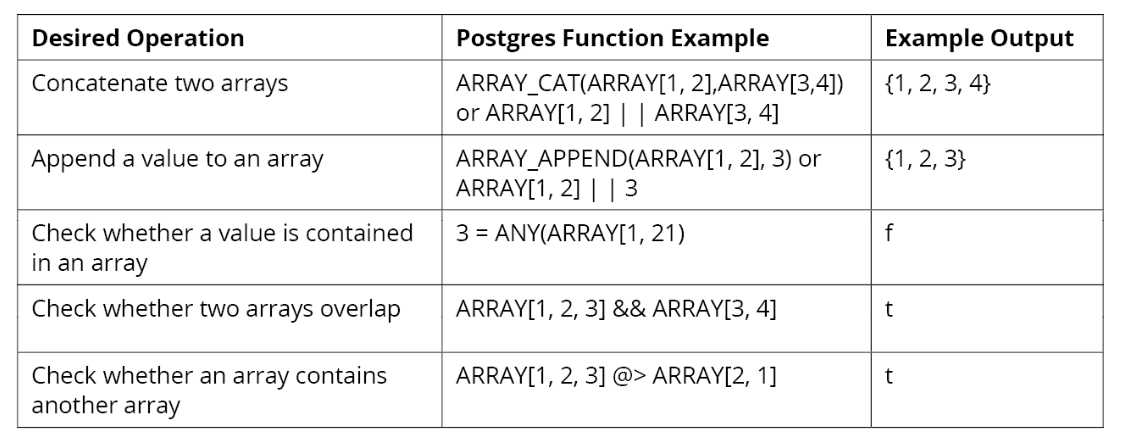 Desired Operation
Postgres Function Example
Example Output
Concatenate two arrays
ARRAY_CAT(ARRAY[1, 2],ARRAY[3,4])
or ARRAY[1, 2] | | ARRAY[3, 4]
{1, 2, 3, 4}
Append a value to an array
ARRAY_APPEND(ARRAY[1, 2], 3) or
ARRAY[1, 2] | | 3
{1, 2, 3}
Check whether a value is contained
in an array
3 = ANY(ARRAY[1, 21)
f
Check whether two arrays overlap
ARRAY[1, 2, 3] && ARRAY[3, 4]
t
Check whether an array contains
another array
ARRAY[1, 2, 3] @> ARRAY[2, 1]
t